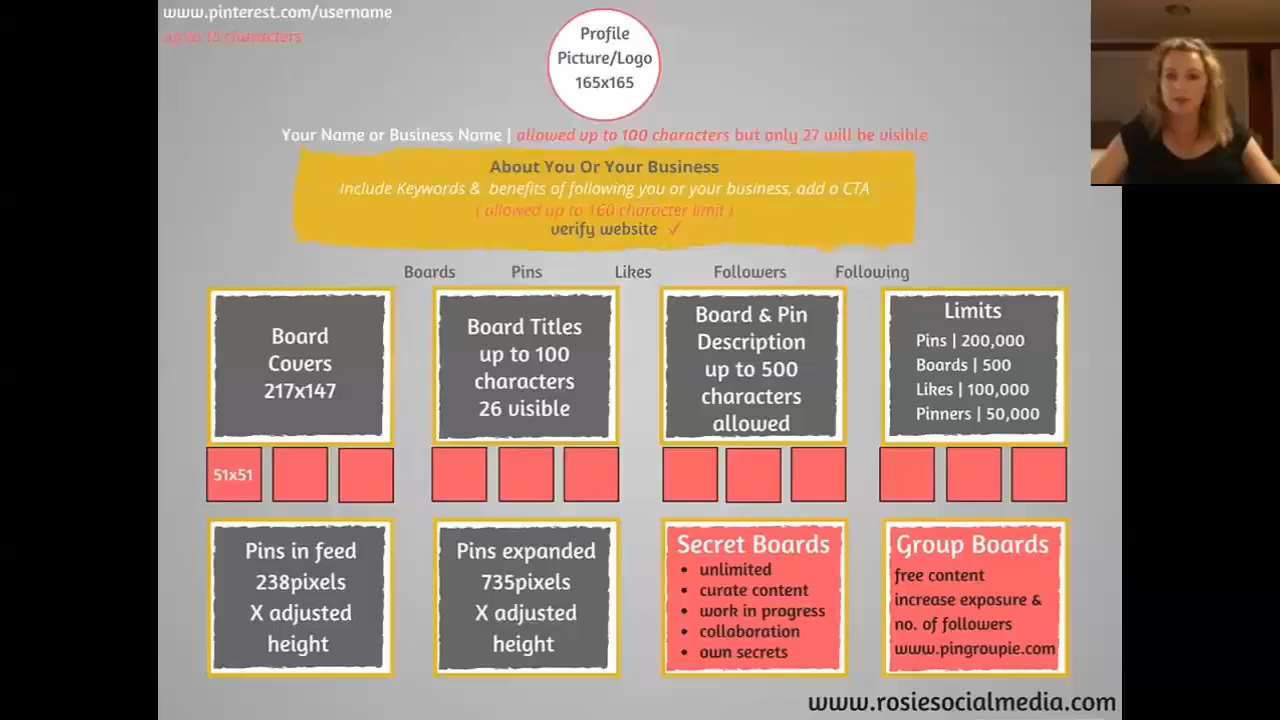 www.pinterest.com/username
up to 15 characters
Profile
Picture/Logo
165x165
Your Name or Business Name | allowed up to 100 characters but only 27 will be visible
About You Or Your Business
Include Keywords & benefits of following you or your business, add a CTA
( allowed up to 160 character limit )
verify website ✓
Boards Pins Likes Followers Following
Board
Covers
217x147
Board Titles
up to 100
characters
26 visible
Board & Pin
Description
up to 500
characters
allowed
Limits
Pins | 200,000
Boards | 500
Likes | 100,000
Pinners | 50,000
51x51
Pins in feed
238pixels
X adjusted
height
Pins expanded
735pixels
X adjusted
height
Secret Boards
• unlimited
• curate content
• work in progress
• collaboration
• own secrets
Group Boards
free content
increase exposure &
no. of followers
www.pingroupie.com
www.rosiesocialmedia.com